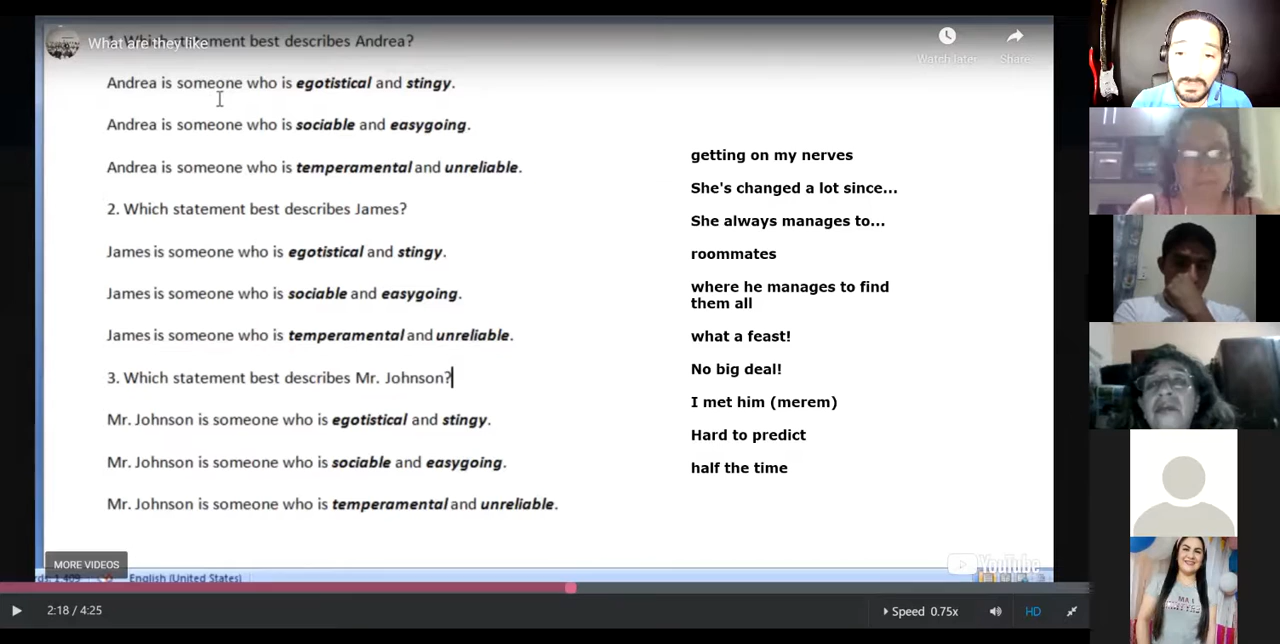 What are they like
1. Which statement best describes Andrea?
Watch later
Share
Andrea is someone who is egotistical and stingy.
Andrea is someone who is sociable and easygoing.
Andrea is someone who is temperamental and unreliable.
2. Which statement best describes James?
James is someone who is egotistical and stingy.
James is someone who is sociable and easygoing.
James is someone who is temperamental and unreliable.
3. Which statement best describes Mr. Johnson?
Mr. Johnson is someone who is egotistical and stingy.
Mr. Johnson is someone who is sociable and easygoing.
Mr. Johnson is someone who is temperamental and unreliable.
getting on my nerves
She's changed a lot since...
She always manages to...
roommates
where he manages to find
them all
what a feast!
No big deal!
I met him (merem)
Hard to predict
half the time
MORE VIDEOS
YouTube
English (United States)
2:18 / 4:25
Speed 0.75x
HD
I AM